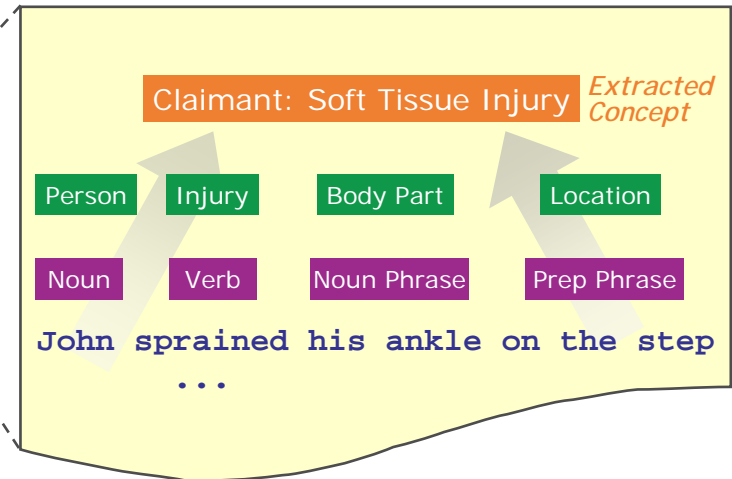 Claimant: Soft Tissue Injury
Extracted
Concept
Person Injury Body Part Location
Noun Verb Noun Phrase Prep Phrase
John sprained his ankle on the step
...